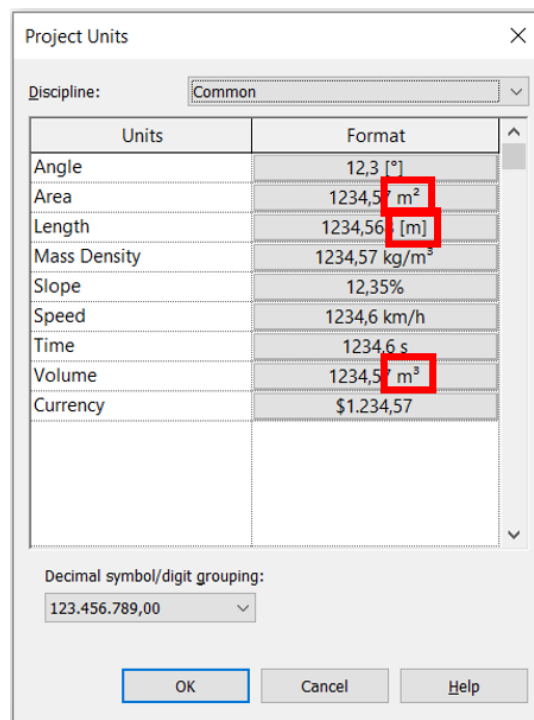 Project Units
Discipline: Common
Units Format
Angle 12,3 [°]
Area 1234,57 m²
Length 1234,568 [m]
Mass Density 1234,57 kg/m³
Slope 12,35%
Speed 1234,6 km/h
Time 1234,6 s
Volume 1234,57 m³
Currency $1.234,57
Decimal symbol/digit grouping:
123.456.789,00
OK Cancel Help